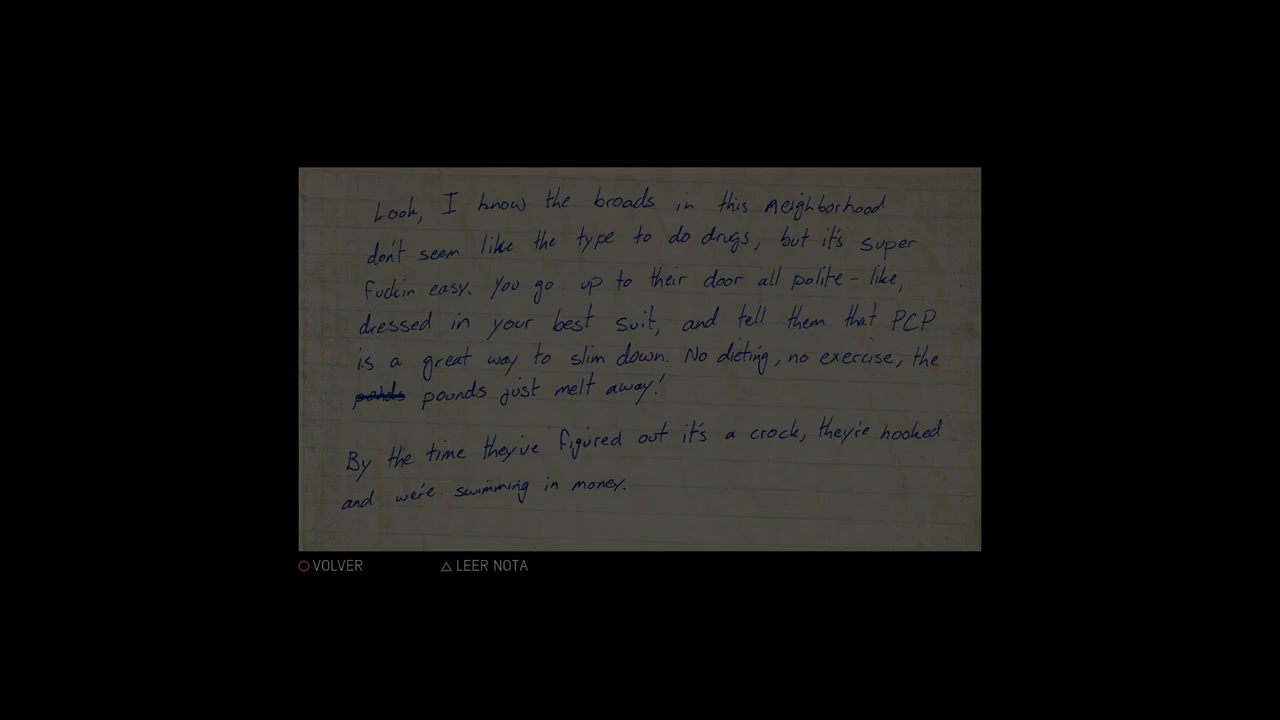 Look, I know the broads in this neighborhood
don't seem like the type to do drugs, but it's super
fuckin easy. You go up to their door all polite-like,
dressed in your best suit, and tell them that PCP
is a great way to slim down. No dieting, no exercise, the
pounds just melt away!
By the time they've figured out it's a crock, they're hooked
and we're swimming in money.
VOLVER LEER NOTA